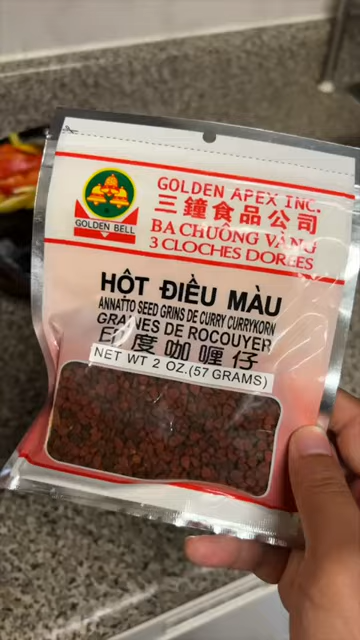 GOLDEN BELL
GOLDEN APEX INC.
三鐘食品公司
BA CHUÔNG VÀNG
3 CLOCHES DORÉES
HÔT ĐIỀU MÀU
ANNATTO SEED GRINS DE CURRY CURRYKORN
GRAINES DE ROCOUYER
印度咖喱仔
NET WT 2 OZ.(57 GRAMS)